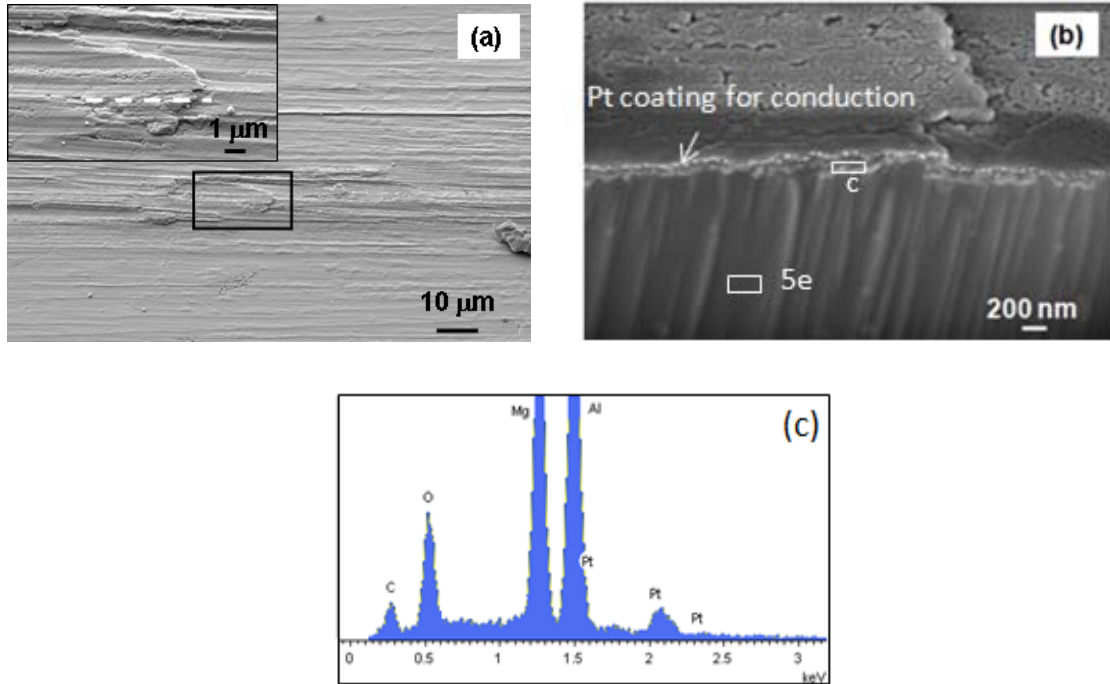 (a)
1 μm
10 μm
(b)
Pt coating for conduction
c
5e
200 nm
(c)
Mg
Al
O
Pt
C
Pt
Pt
0 0.5 1 1.5 2 2.5 3
keV